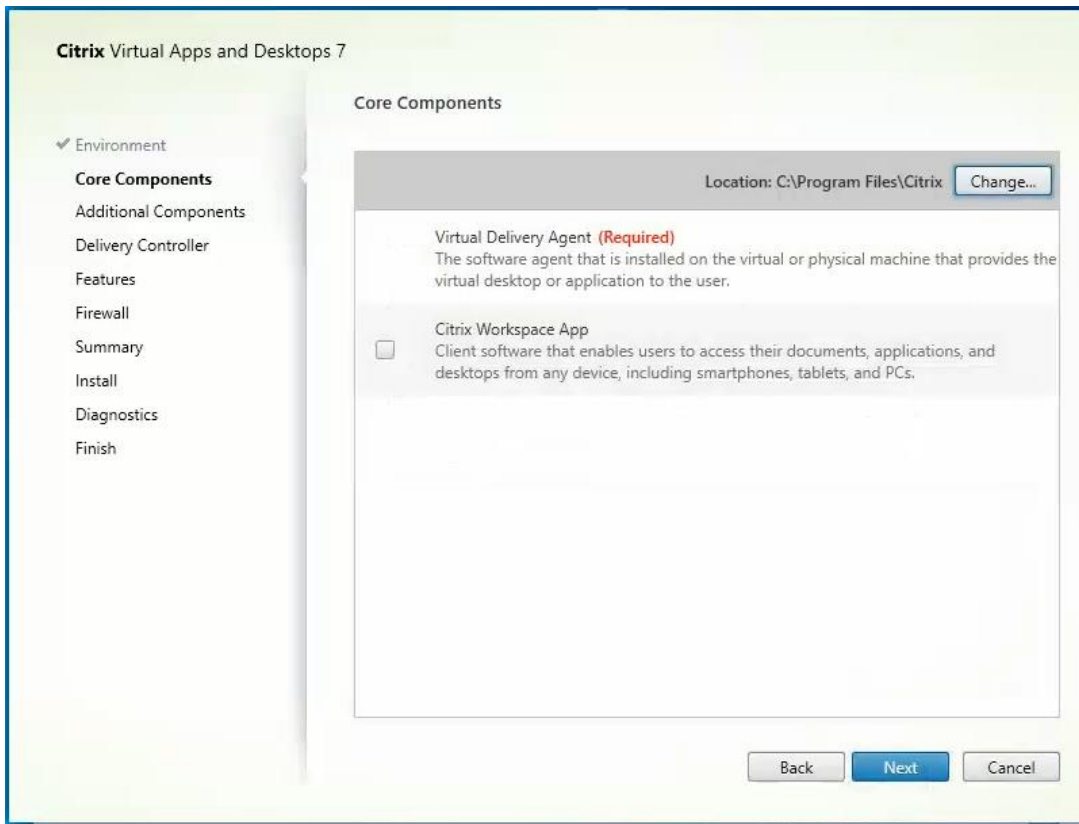 Citrix Virtual Apps and Desktops 7
Core Components
Environment
Core Components
Additional Components
Delivery Controller
Features
Firewall
Summary
Install
Diagnostics
Finish
Location: C:\Program Files\Citrix
Change...
Virtual Delivery Agent (Required)
The software agent that is installed on the virtual or physical machine that provides the
virtual desktop or application to the user.
Citrix Workspace App
Client software that enables users to access their documents, applications, and
desktops from any device, including smartphones, tablets, and PCs.
Back
Next
Cancel